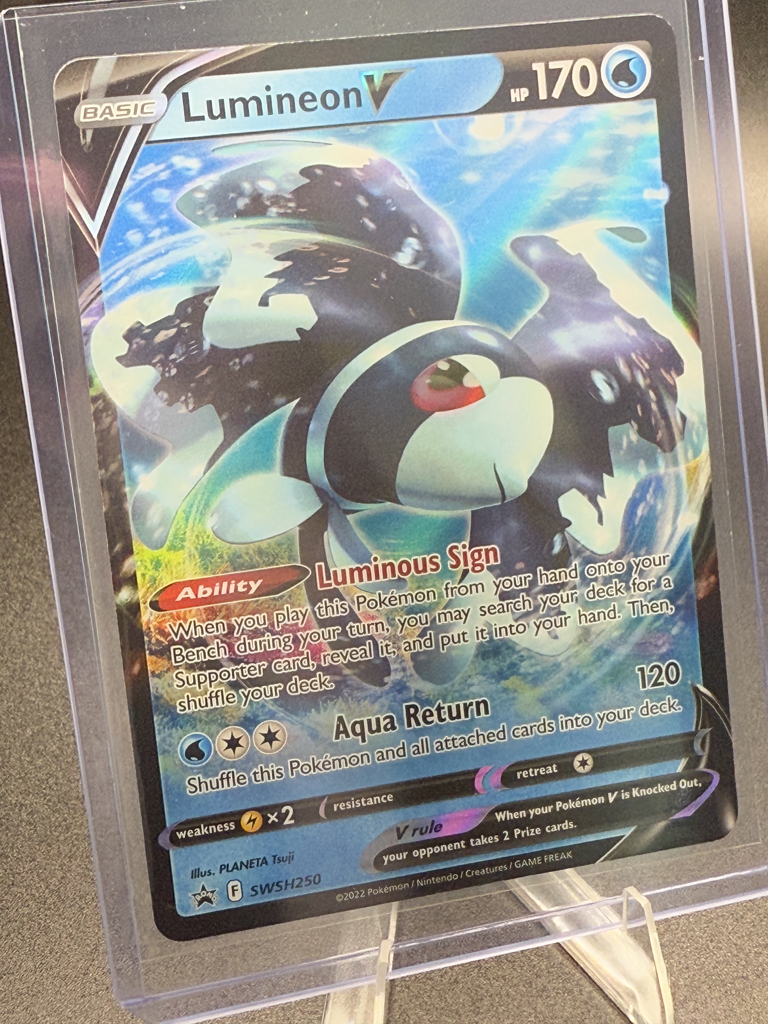 BASIC Lumineon V HP 170
Ability Luminous Sign
When you play this Pokémon from your hand onto your
Bench during your turn, you may search your deck for a
Supporter card, reveal it, and put it into your hand. Then,
shuffle your deck.
Aqua Return 120
Shuffle this Pokémon and all attached cards into your deck.
weakness ×2 resistance retreat
V rule When your Pokémon V is Knocked Out,
your opponent takes 2 Prize cards.
Illus. PLANETA Tsuji
PROMO F SWSH250
©2022 Pokémon / Nintendo / Creatures / GAME FREAK